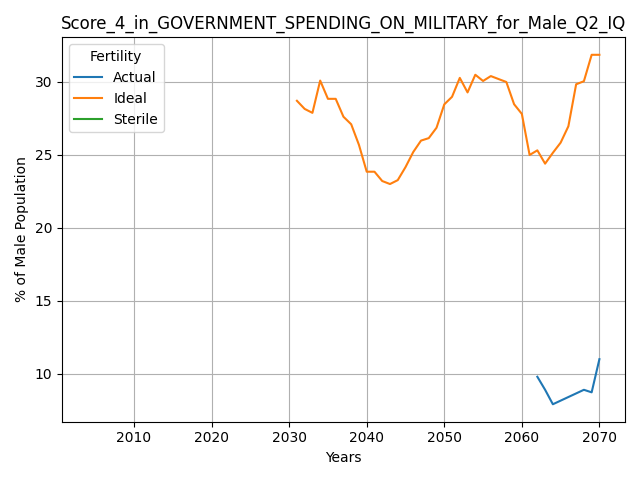 Score_4_in_GOVERNMENT_SPENDING_ON_MILITARY_for_Male_Q2_IQ
Fertility
Actual
Ideal
Sterile
% of Male Population
30
25
20
15
10
2010 2020 2030 2040 2050 2060 2070
Years